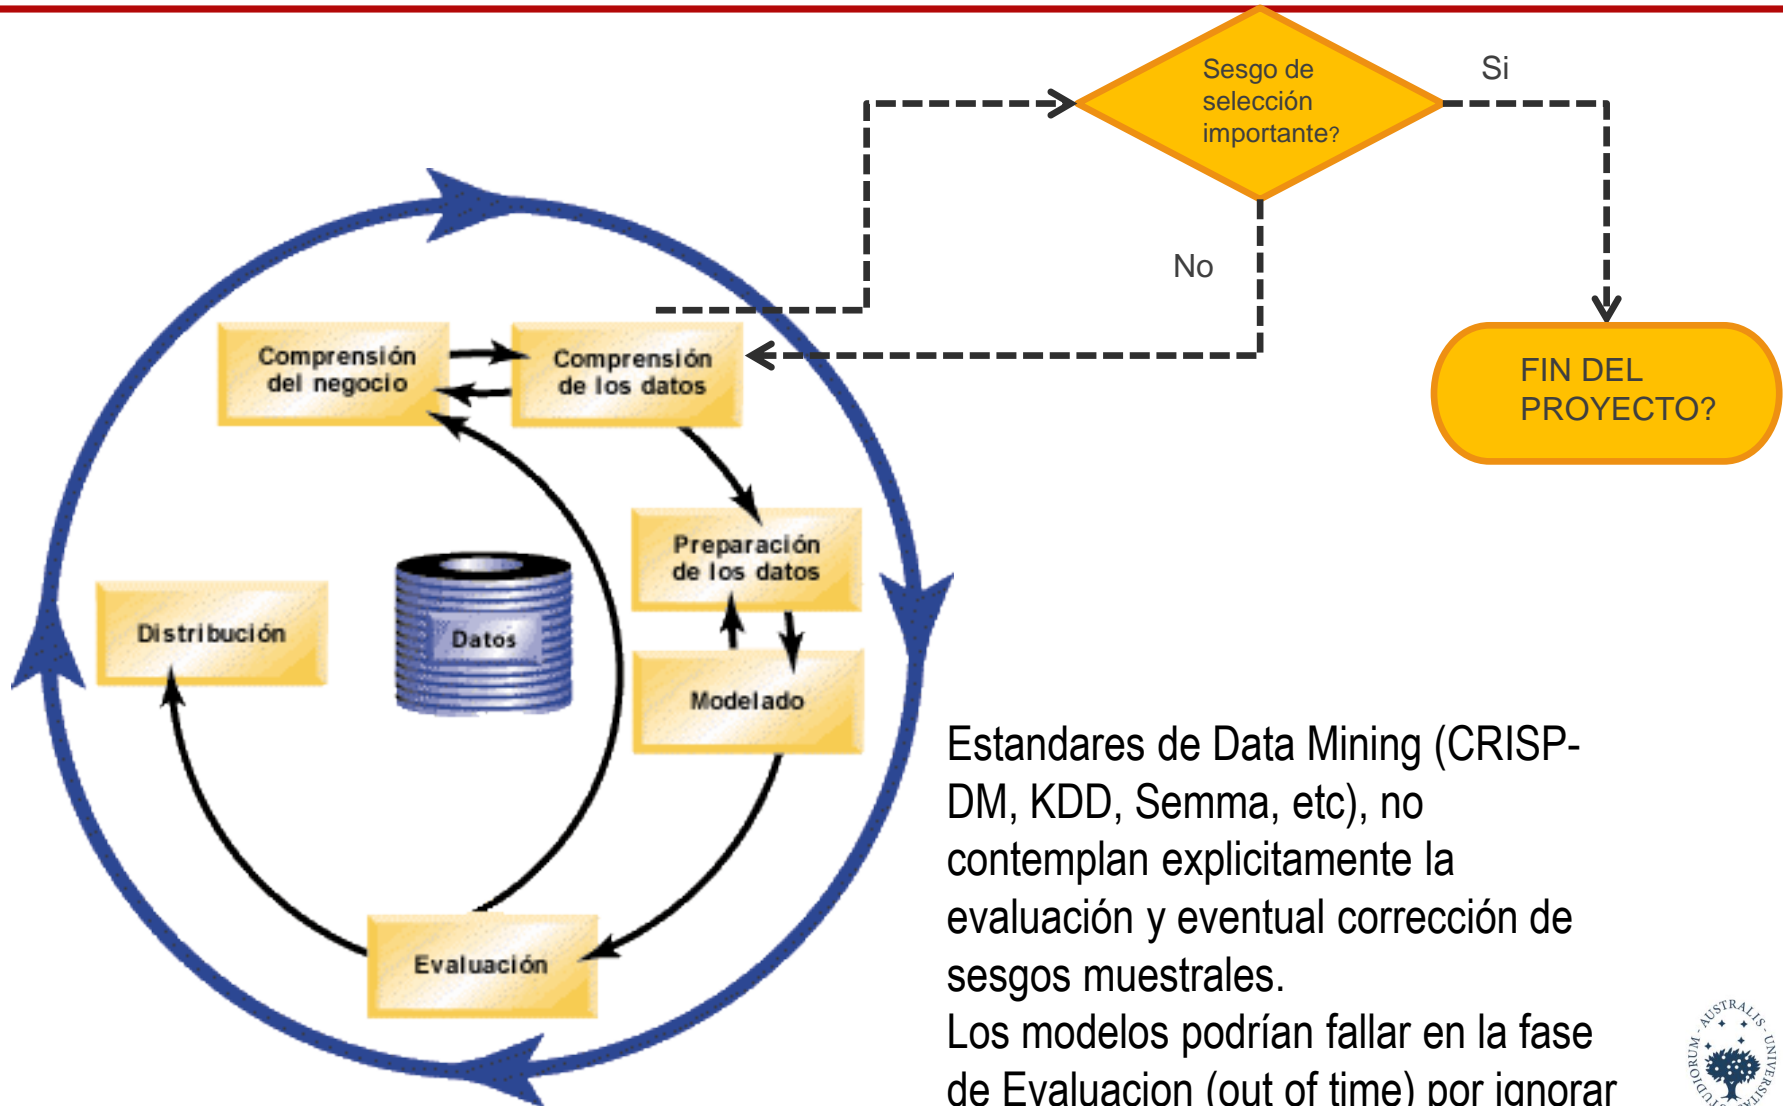 Sesgo de
selección
importante?
Si
No
FIN DEL
PROYECTO?
Comprensión
del negocio
Comprensión
de los datos
Preparación
de los datos
Datos
Distribución
Modelado
Evaluación
Estandares de Data Mining (CRISP-
DM, KDD, Semma, etc), no
contemplan explicitamente la
evaluación y eventual corrección de
sesgos muestrales.
Los modelos podrían fallar en la fase
de Evaluacion (out of time) por ignorar
STUDIORUM - AUSTRALIS - UNIVERSITAS